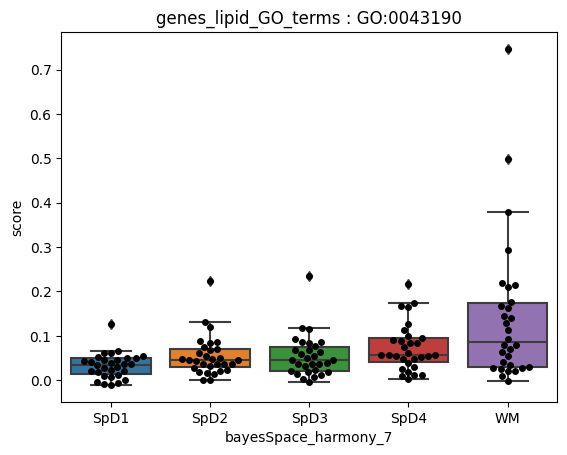 genes_lipid_GO_terms : GO:0043190
0.7
0.6
0.5
0.4
0.3
0.2
0.1
0.0
score
SpD1 SpD2 SpD3 SpD4 WM
bayesSpace_harmony_7